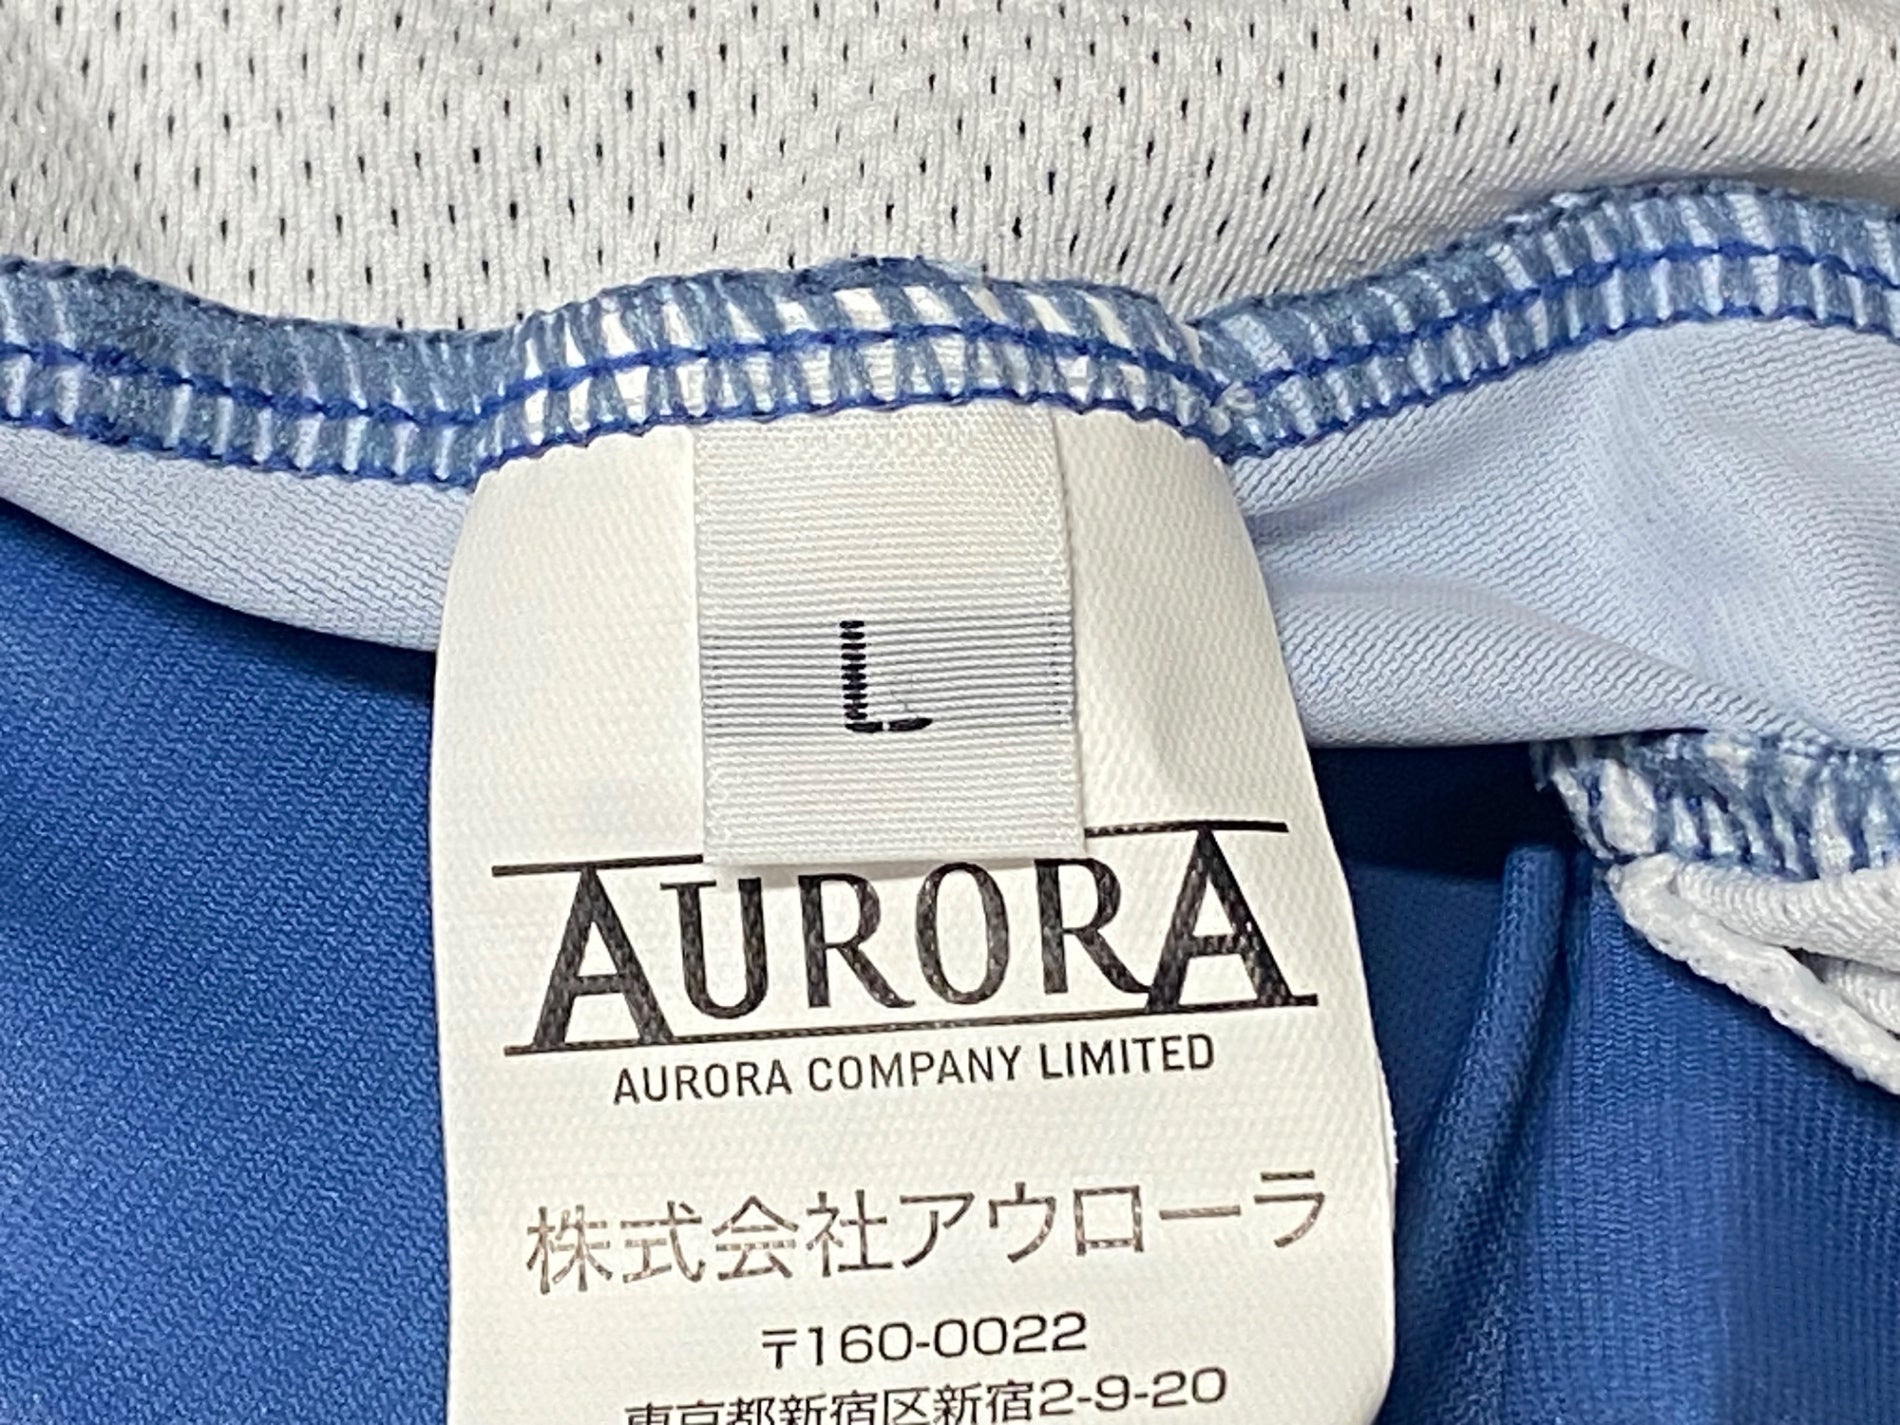 L
AURORA
AURORA COMPANY LIMITED
株式会社アウローラ
〒160-0022
東京都新宿区新宿2-9-20